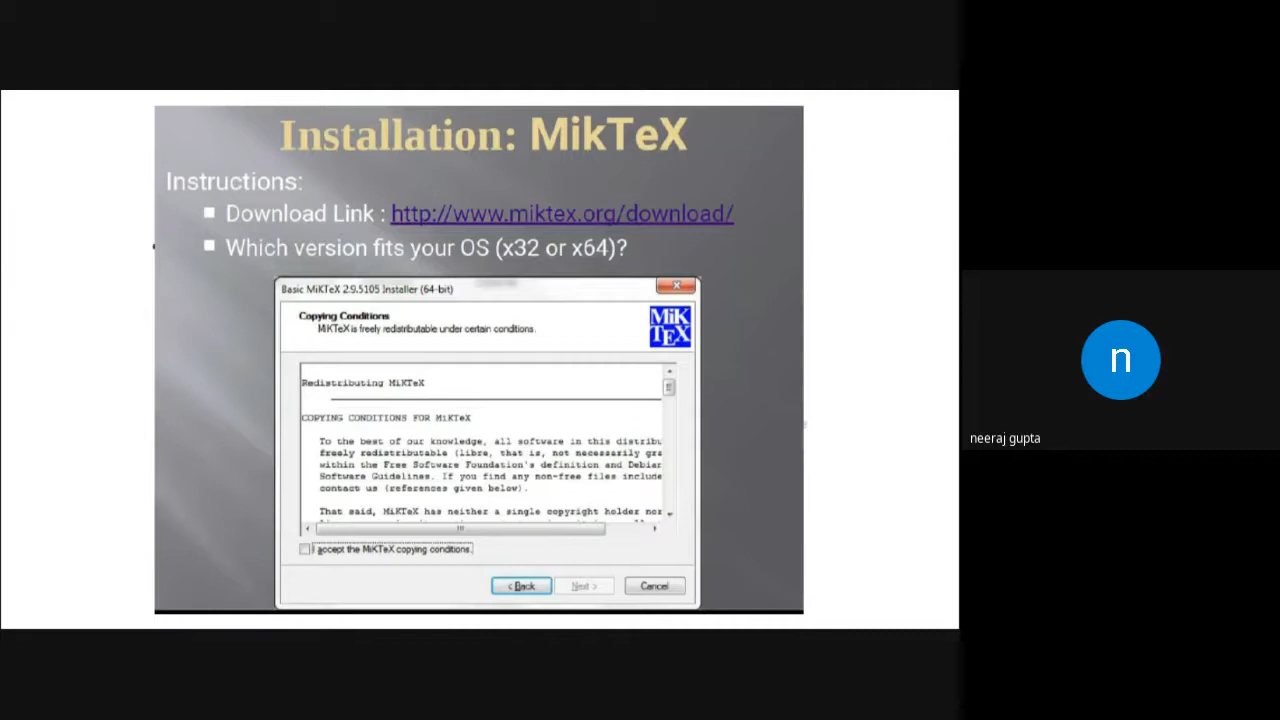 Installation: MikTeX
Instructions:
Download Link : http://www.miktex.org/download/
Which version fits your OS (x32 or x64)?
Basic MiKTeX 2.9.5105 Installer (64-bit)
Copying Conditions
MiKTeX is freely redistributable under certain conditions.
MiK
TEX
Redistributing MiKTeX
COPYING CONDITIONS FOR MiKTeX
To the best of our knowledge, all software in this distribu
freely redistributable (libre, that is, not necessarily gra
within the Free Software Foundation's definition and Debian
Software Guidelines. If you find any non-free files include
contact us (references given below).
That said, MiKTeX has neither a single copyright holder nor
I accept the MiKTeX copying conditions.
< Back
Next >
Cancel
n
neeraj gupta